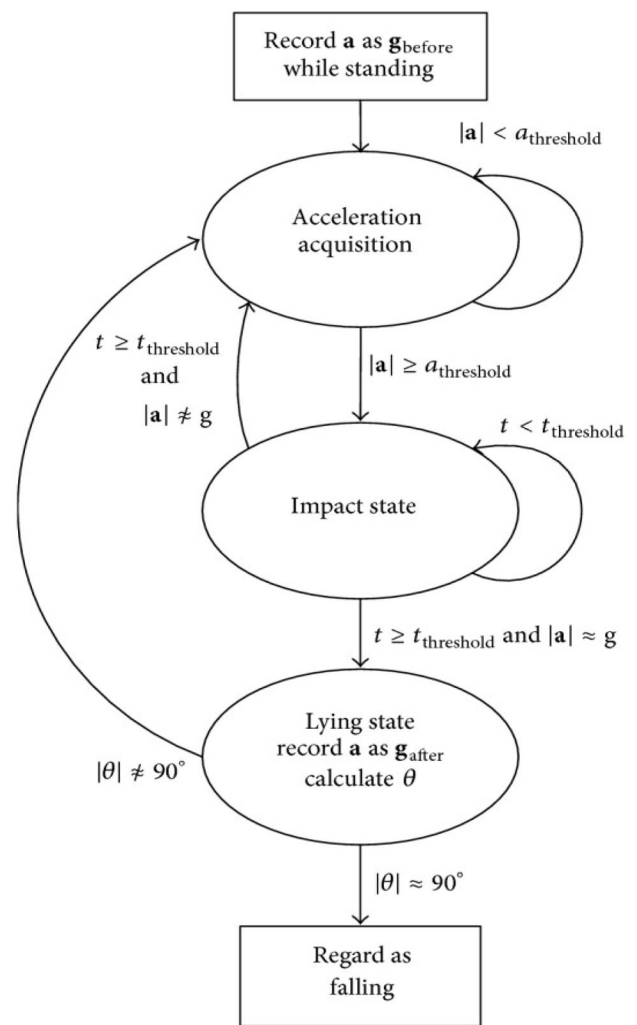 Record a as g_before
while standing
|a| < a_threshold
Acceleration
acquisition
t ≥ t_threshold
and
|a| ≉ g
|a| ≥ a_threshold
t < t_threshold
Impact state
t ≥ t_threshold and |a| ≈ g
Lying state
record a as g_after
calculate θ
|θ| ≉ 90°
|θ| ≈ 90°
Regard as
falling